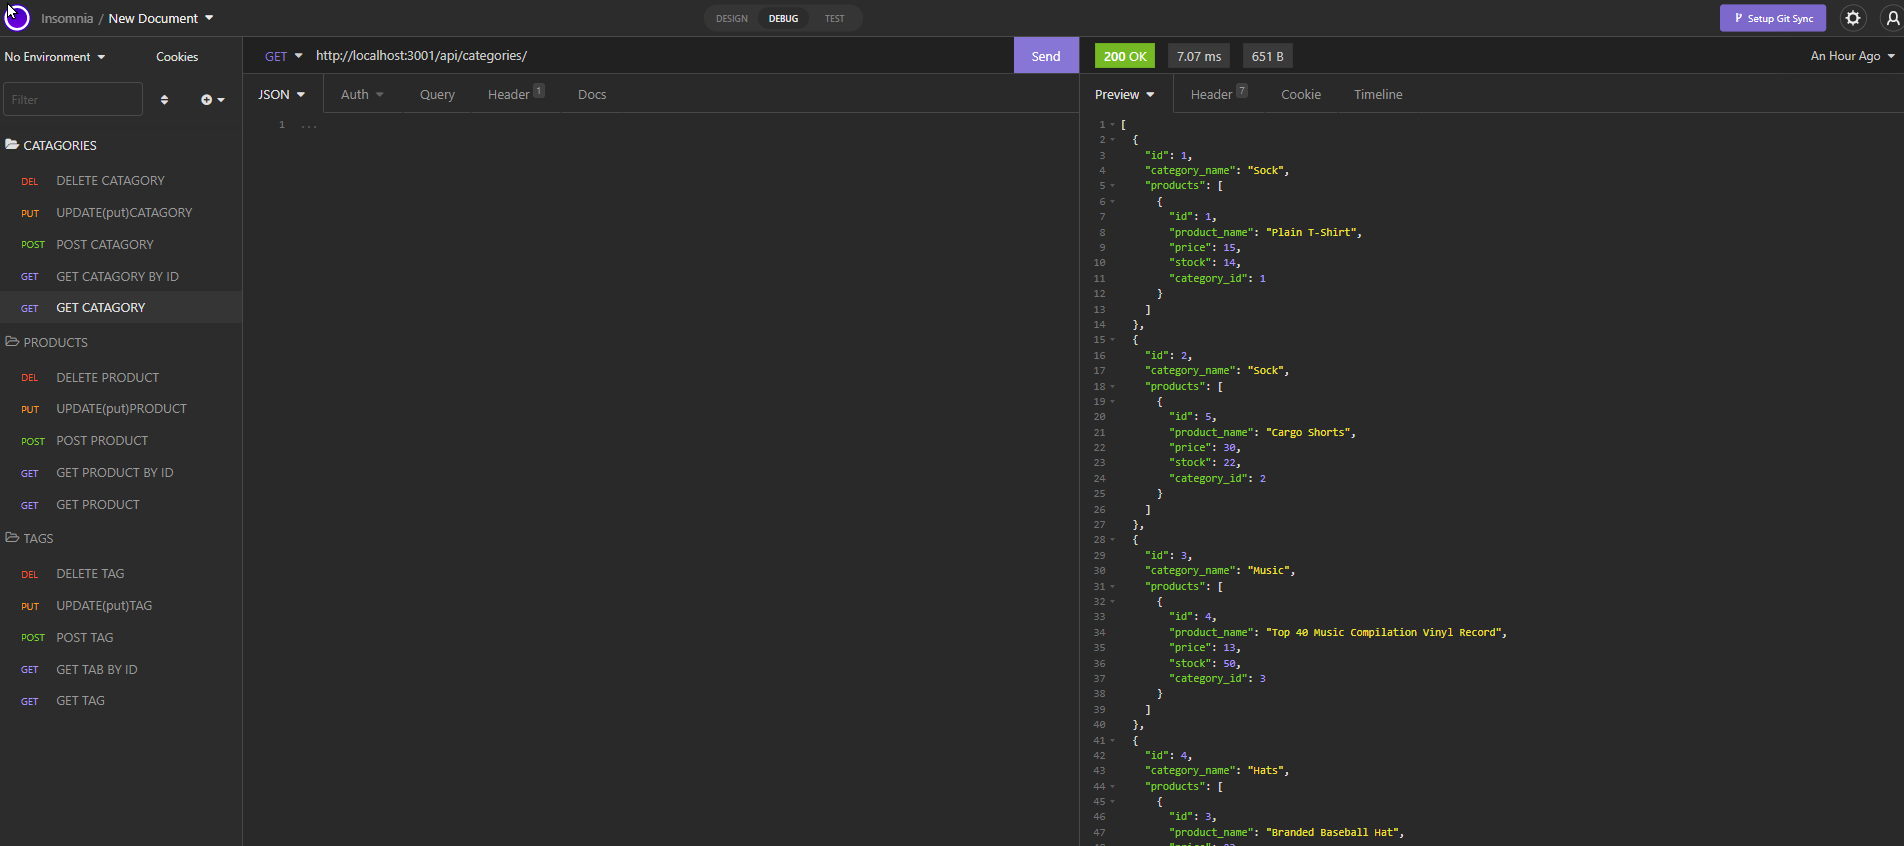 Insomnia / New Document
DESIGN DEBUG TEST
Setup Git Sync
No Environment Cookies
GET http://localhost:3001/api/categories/ Send
200 OK 7.07 ms 651 B An Hour Ago
Filter
JSON Auth Query Header 1 Docs
Preview Header 7 Cookie Timeline
CATAGORIES
DEL DELETE CATAGORY
PUT UPDATE(put)CATAGORY
POST POST CATAGORY
GET GET CATAGORY BY ID
GET GET CATAGORY
PRODUCTS
DEL DELETE PRODUCT
PUT UPDATE(put)PRODUCT
POST POST PRODUCT
GET GET PRODUCT BY ID
GET GET PRODUCT
TAGS
DEL DELETE TAG
PUT UPDATE(put)TAG
POST POST TAG
GET GET TAB BY ID
GET GET TAG
1 ...
1 [
2 {
3 "id": 1,
4 "category_name": "Sock",
5 "products": [
6 {
7 "id": 1,
8 "product_name": "Plain T-Shirt",
9 "price": 15,
10 "stock": 14,
11 "category_id": 1
12 }
13 ]
14 },
15 {
16 "id": 2,
17 "category_name": "Sock",
18 "products": [
19 {
20 "id": 5,
21 "product_name": "Cargo Shorts",
22 "price": 30,
23 "stock": 22,
24 "category_id": 2
25 }
26 ]
27 },
28 {
29 "id": 3,
30 "category_name": "Music",
31 "products": [
32 {
33 "id": 4,
34 "product_name": "Top 40 Music Compilation Vinyl Record",
35 "price": 13,
36 "stock": 50,
37 "category_id": 3
38 }
39 ]
40 },
41 {
42 "id": 4,
43 "category_name": "Hats",
44 "products": [
45 {
46 "id": 3,
47 "product_name": "Branded Baseball Hat",